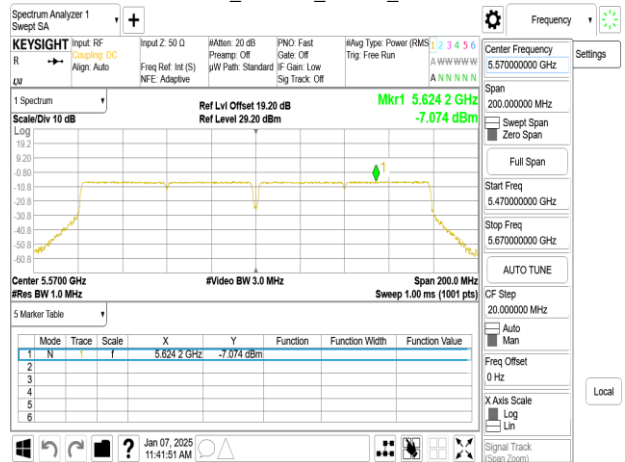 Spectrum Analyzer 1
Swept SA
KEYSIGHT
Input: RF
Coupling: DC
Align: Auto
Input Z: 50 Ω
Freq Ref: Int (S)
NFE: Adaptive
#Atten: 20 dB
Preamp: Off
µW Path: Standard
PNO: Fast
Gate: Off
IF Gain: Low
Sig Track: Off
#Avg Type: Power (RMS
Trig: Free Run
1 2 3 4 5 6
A W W W W W
A N N N N N
R
LXI
1 Spectrum
Scale/Div 10 dB
Ref Lvl Offset 19.20 dB
Ref Level 29.20 dBm
Mkr1 5.624 2 GHz
-7.074 dBm
Log
19.2
9.20
-0.80
-10.8
-20.8
-30.8
-40.8
-50.8
-60.8
1
Center 5.5700 GHz
#Video BW 3.0 MHz
Span 200.0 MHz
#Res BW 1.0 MHz
Sweep 1.00 ms (1001 pts)
5 Marker Table
Mode Trace Scale X Y Function Function Width Function Value
1 N 1 f 5.624 2 GHz -7.074 dBm
2
3
4
5
6
Jan 07, 2025
11:41:51 AM
Frequency
Settings
Center Frequency
5.570000000 GHz
Span
200.000000 MHz
Swept Span
Zero Span
Full Span
Start Freq
5.470000000 GHz
Stop Freq
5.670000000 GHz
AUTO TUNE
CF Step
20.000000 MHz
Auto
Man
Freq Offset
0 Hz
X Axis Scale
Log
Lin
Local
Signal Track
(Span Zoom)